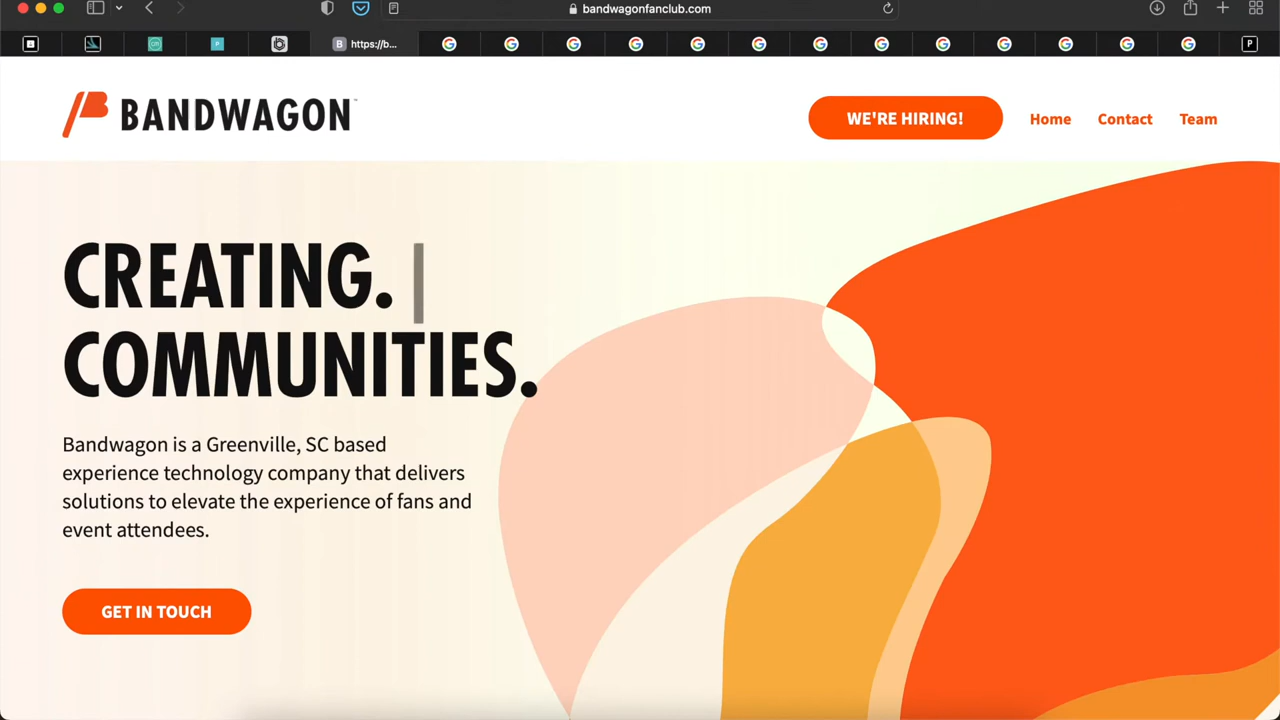 bandwagonfanclub.com
B https://b...
P
P
BANDWAGON™
WE'RE HIRING!
Home
Contact
Team
CREATING.
COMMUNITIES.
Bandwagon is a Greenville, SC based
experience technology company that delivers
solutions to elevate the experience of fans and
event attendees.
GET IN TOUCH